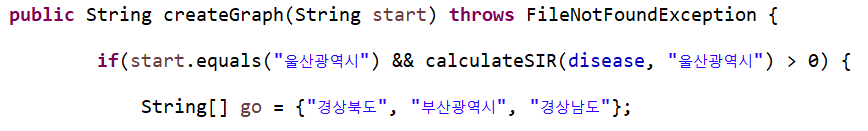 public String createGraph(String start) throws FileNotFoundException {
if(start.equals("울산광역시") && calculateSIR(disease, "울산광역시") > 0) {
String[] go = {"경상북도", "부산광역시", "경상남도"};